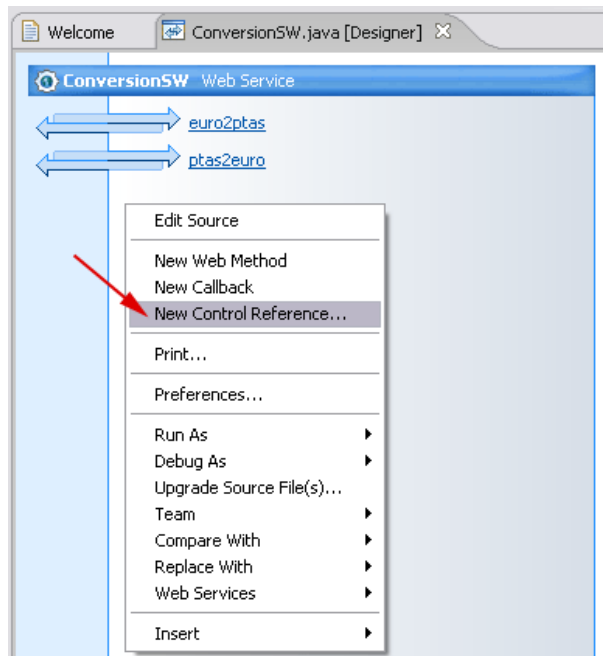 Welcome
ConversionSW.java [Designer]
ConversionSW Web Service
euro2ptas
ptas2euro
Edit Source
New Web Method
New Callback
New Control Reference...
Print...
Preferences...
Run As
Debug As
Upgrade Source File(s)...
Team
Compare With
Replace With
Web Services
Insert